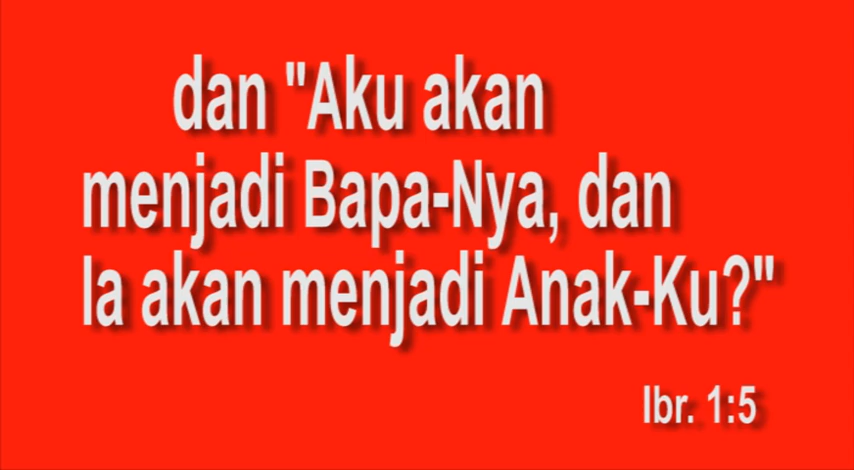 dan "Aku akan
menjadi Bapa-Nya, dan
Ia akan menjadi Anak-Ku?"
Ibr. 1:5